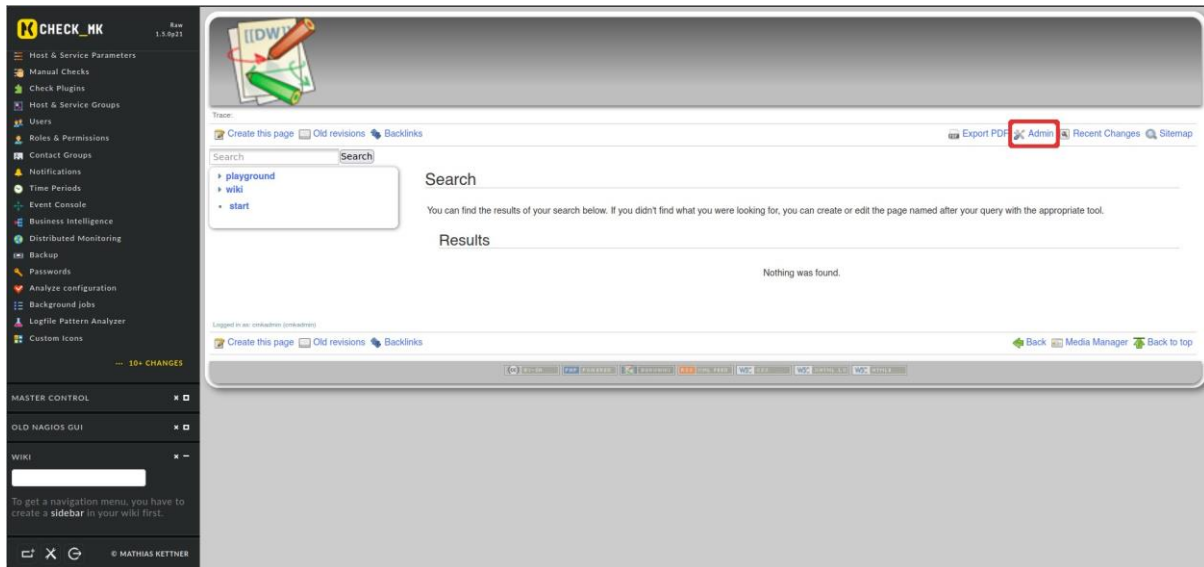 CHECK_MK
Raw
1.5.0p21
Host & Service Parameters
Manual Checks
Check Plugins
Host & Service Groups
Users
Roles & Permissions
Contact Groups
Notifications
Time Periods
Event Console
Business Intelligence
Distributed Monitoring
Backup
Passwords
Analyze configuration
Background jobs
Logfile Pattern Analyzer
Custom Icons
10+ CHANGES
MASTER CONTROL
OLD NAGIOS GUI
WIKI
To get a navigation menu, you have to
create a sidebar in your wiki first.
© MATHIAS KETTNER
[[DW]]
Trace:
Create this page Old revisions Backlinks
Export PDF Admin Recent Changes Sitemap
Search Search
playground
wiki
start
Search
You can find the results of your search below. If you didn't find what you were looking for, you can create or edit the page named after your query with the appropriate tool.
Results
Nothing was found.
Logged in as: cmkadmin (cmkadmin)
Create this page Old revisions Backlinks
Back Media Manager Back to top